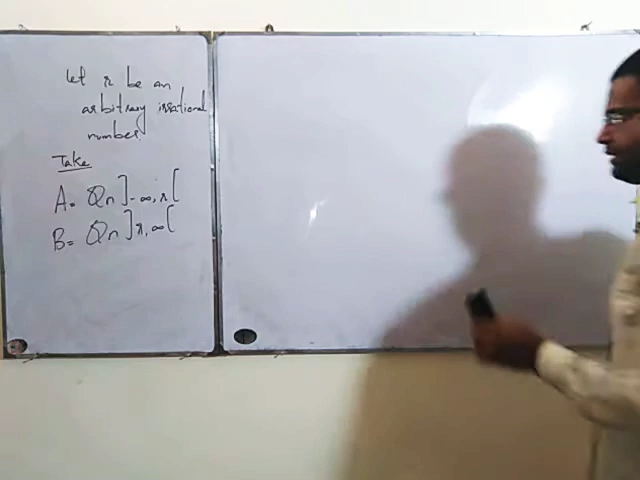 Let r be an
arbitrary irrational
number.
Take
A = Q∩]-∞, r[
B = Q∩]r, ∞[